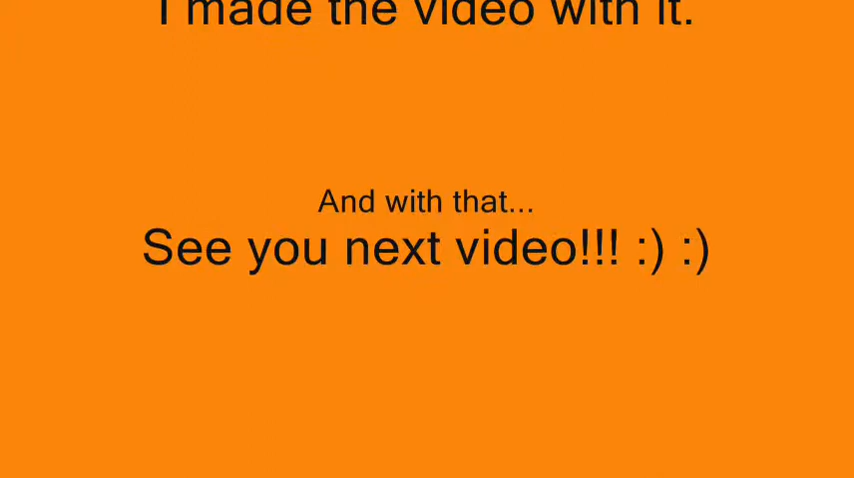 I made the video with it.
And with that...
See you next video!!! :) :)